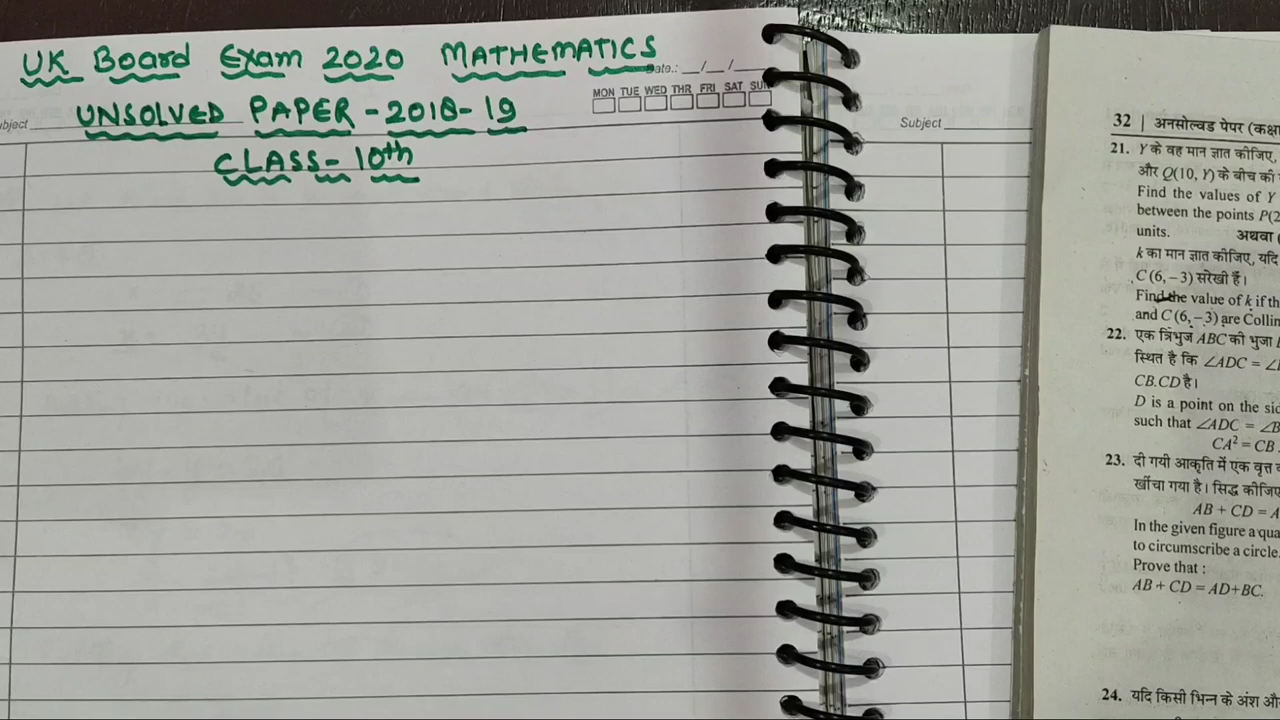 UK Board Exam 2020 MATHEMATICS
Date.: __/__/__
MON TUE WED THR FRI SAT SUN
UNSOLVED PAPER - 2018-19
CLASS - 10th
Subject
32 | अनसोल्वड पेपर
21. Y के वह मान ज्ञात कीजिए,
और Q(10, Y) के बीच की
Find the values of Y
between the points P(2
units. अथवा (
k का मान ज्ञात कीजिए, यदि
C (6, – 3) सरेखी हैं।
Find the value of k if th
and C (6, – 3) are Collin
22. एक त्रिभुज ABC की भुजा
स्थित है कि ∠ADC = ∠
CB.CD है।
D is a point on the sid
such that ∠ADC = ∠B
CA² = CB
23. दी गयी आकृति में एक वृत्त
खींचा गया है। सिद्ध कीजिए
AB + CD = A
In the given figure a qua
to circumscribe a circle.
Prove that :
AB + CD = AD+BC.
24. यदि किसी भिन्न के अंश औ